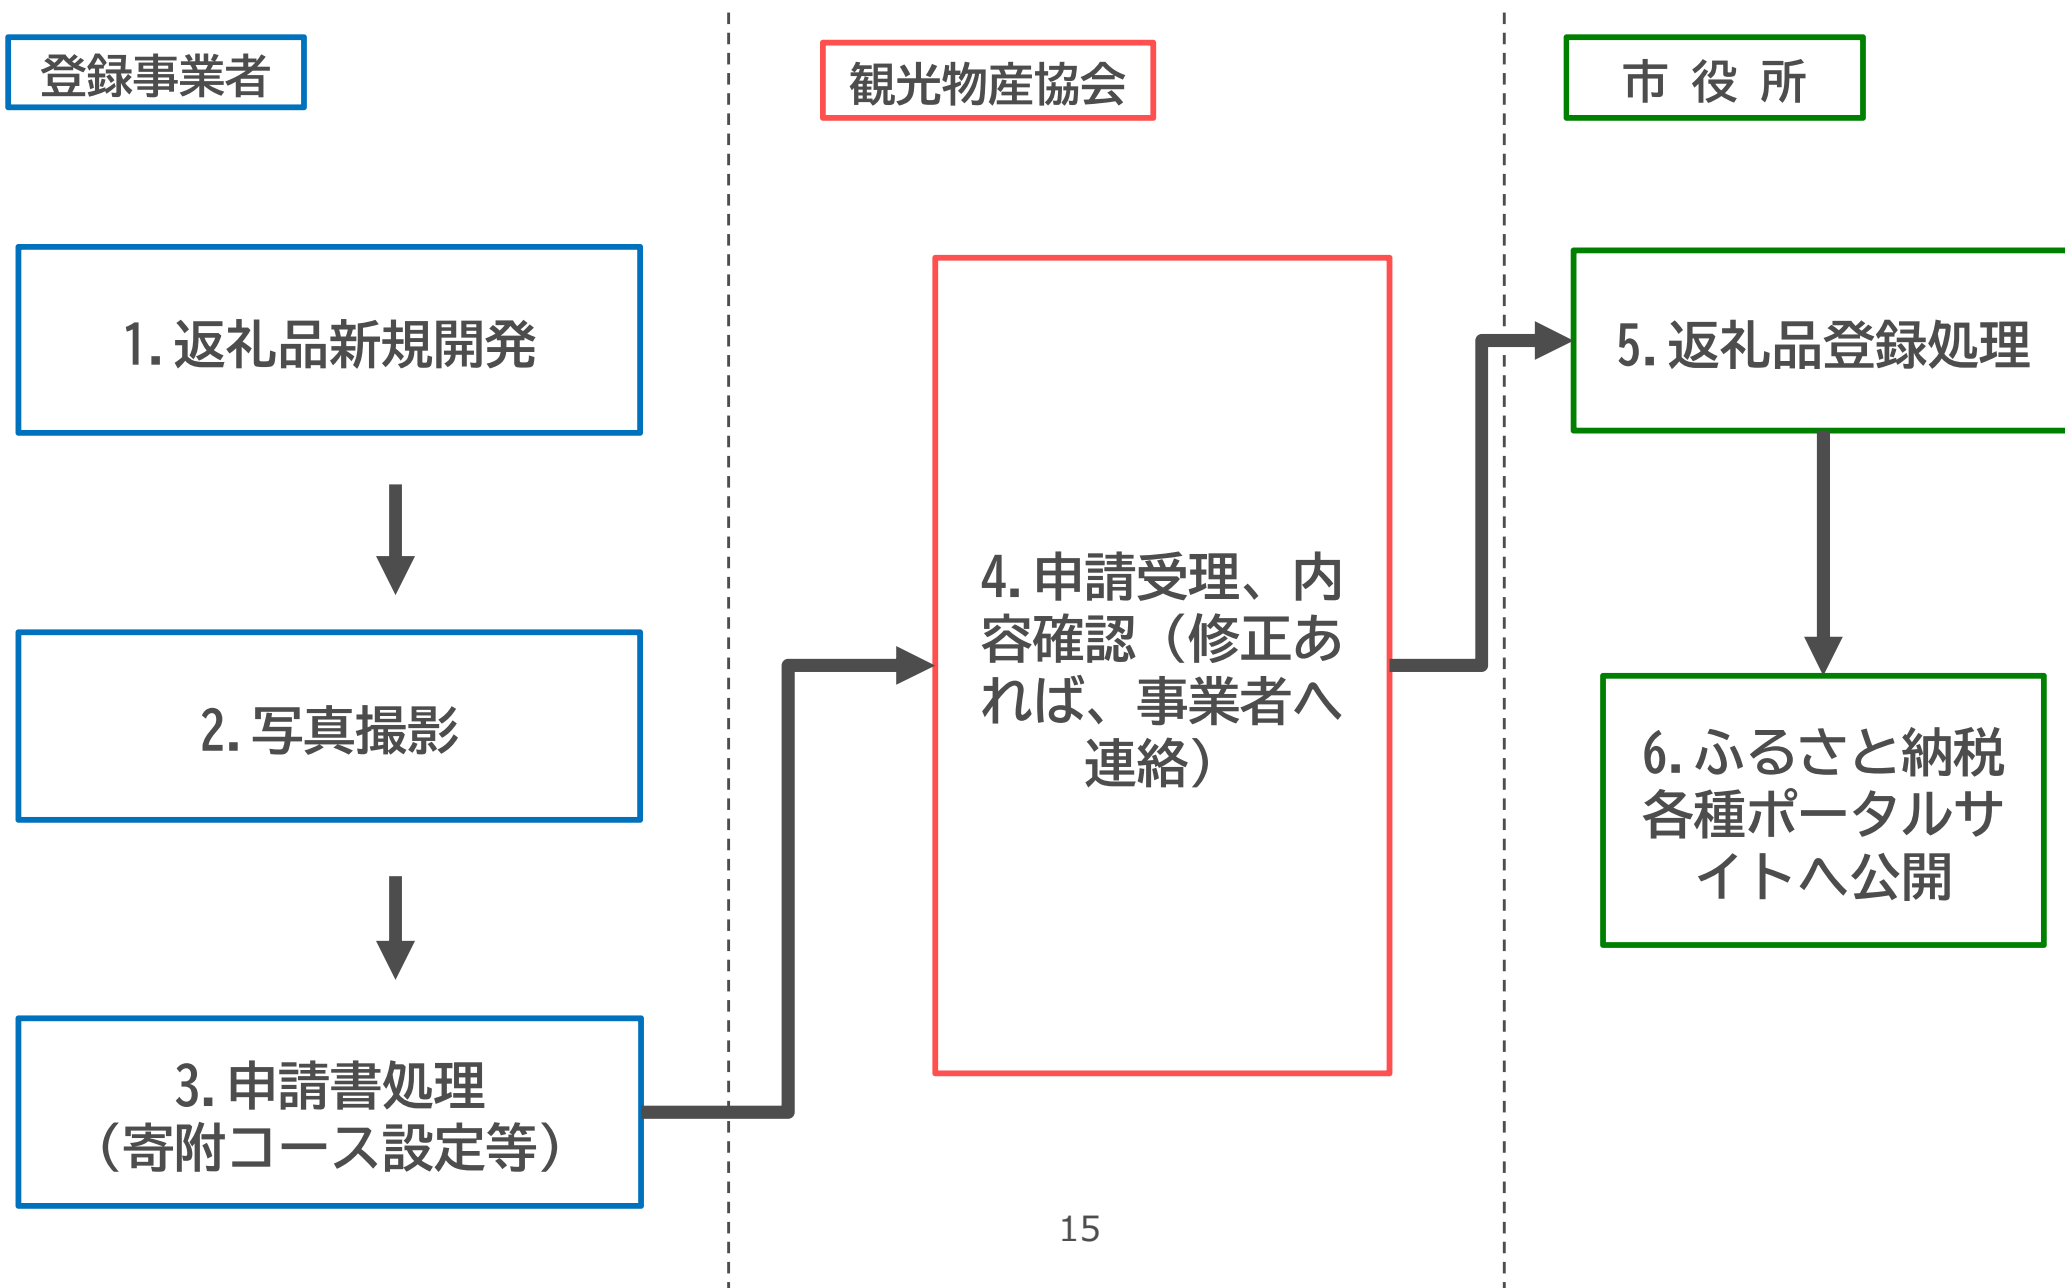 登録事業者
観光物産協会
市 役 所
1.返礼品新規開発
2.写真撮影
3.申請書処理
（寄附コース設定等）
4.申請受理、内
容確認（修正あ
れば、事業者へ
連絡）
5.返礼品登録処理
6.ふるさと納税
各種ポータルサ
イトへ公開
15